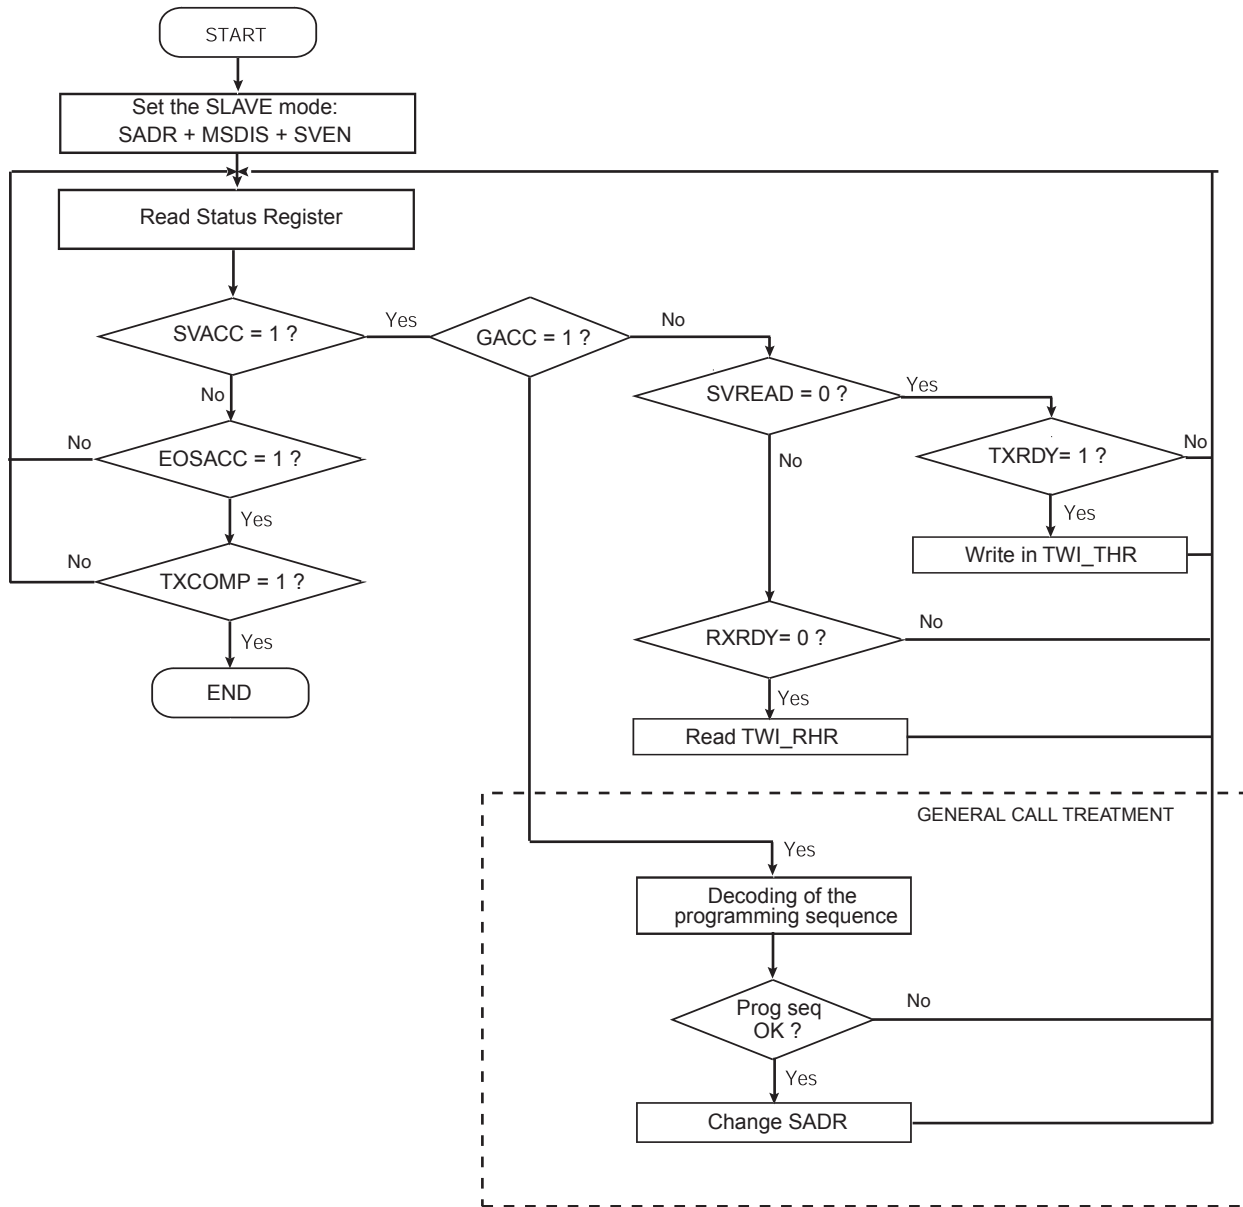 START
Set the SLAVE mode:
SADR + MSDIS + SVEN
Read Status Register
SVACC = 1 ?
Yes
GACC = 1 ?
No
SVREAD = 0 ?
Yes
No
No
EOSACC = 1 ?
No
TXRDY= 1 ?
No
Yes
Yes
Write in TWI_THR
No
TXCOMP = 1 ?
RXRDY= 0 ?
No
Yes
END
Yes
Read TWI_RHR
GENERAL CALL TREATMENT
Yes
Decoding of the
programming sequence
Prog seq
OK ?
No
Yes
Change SADR